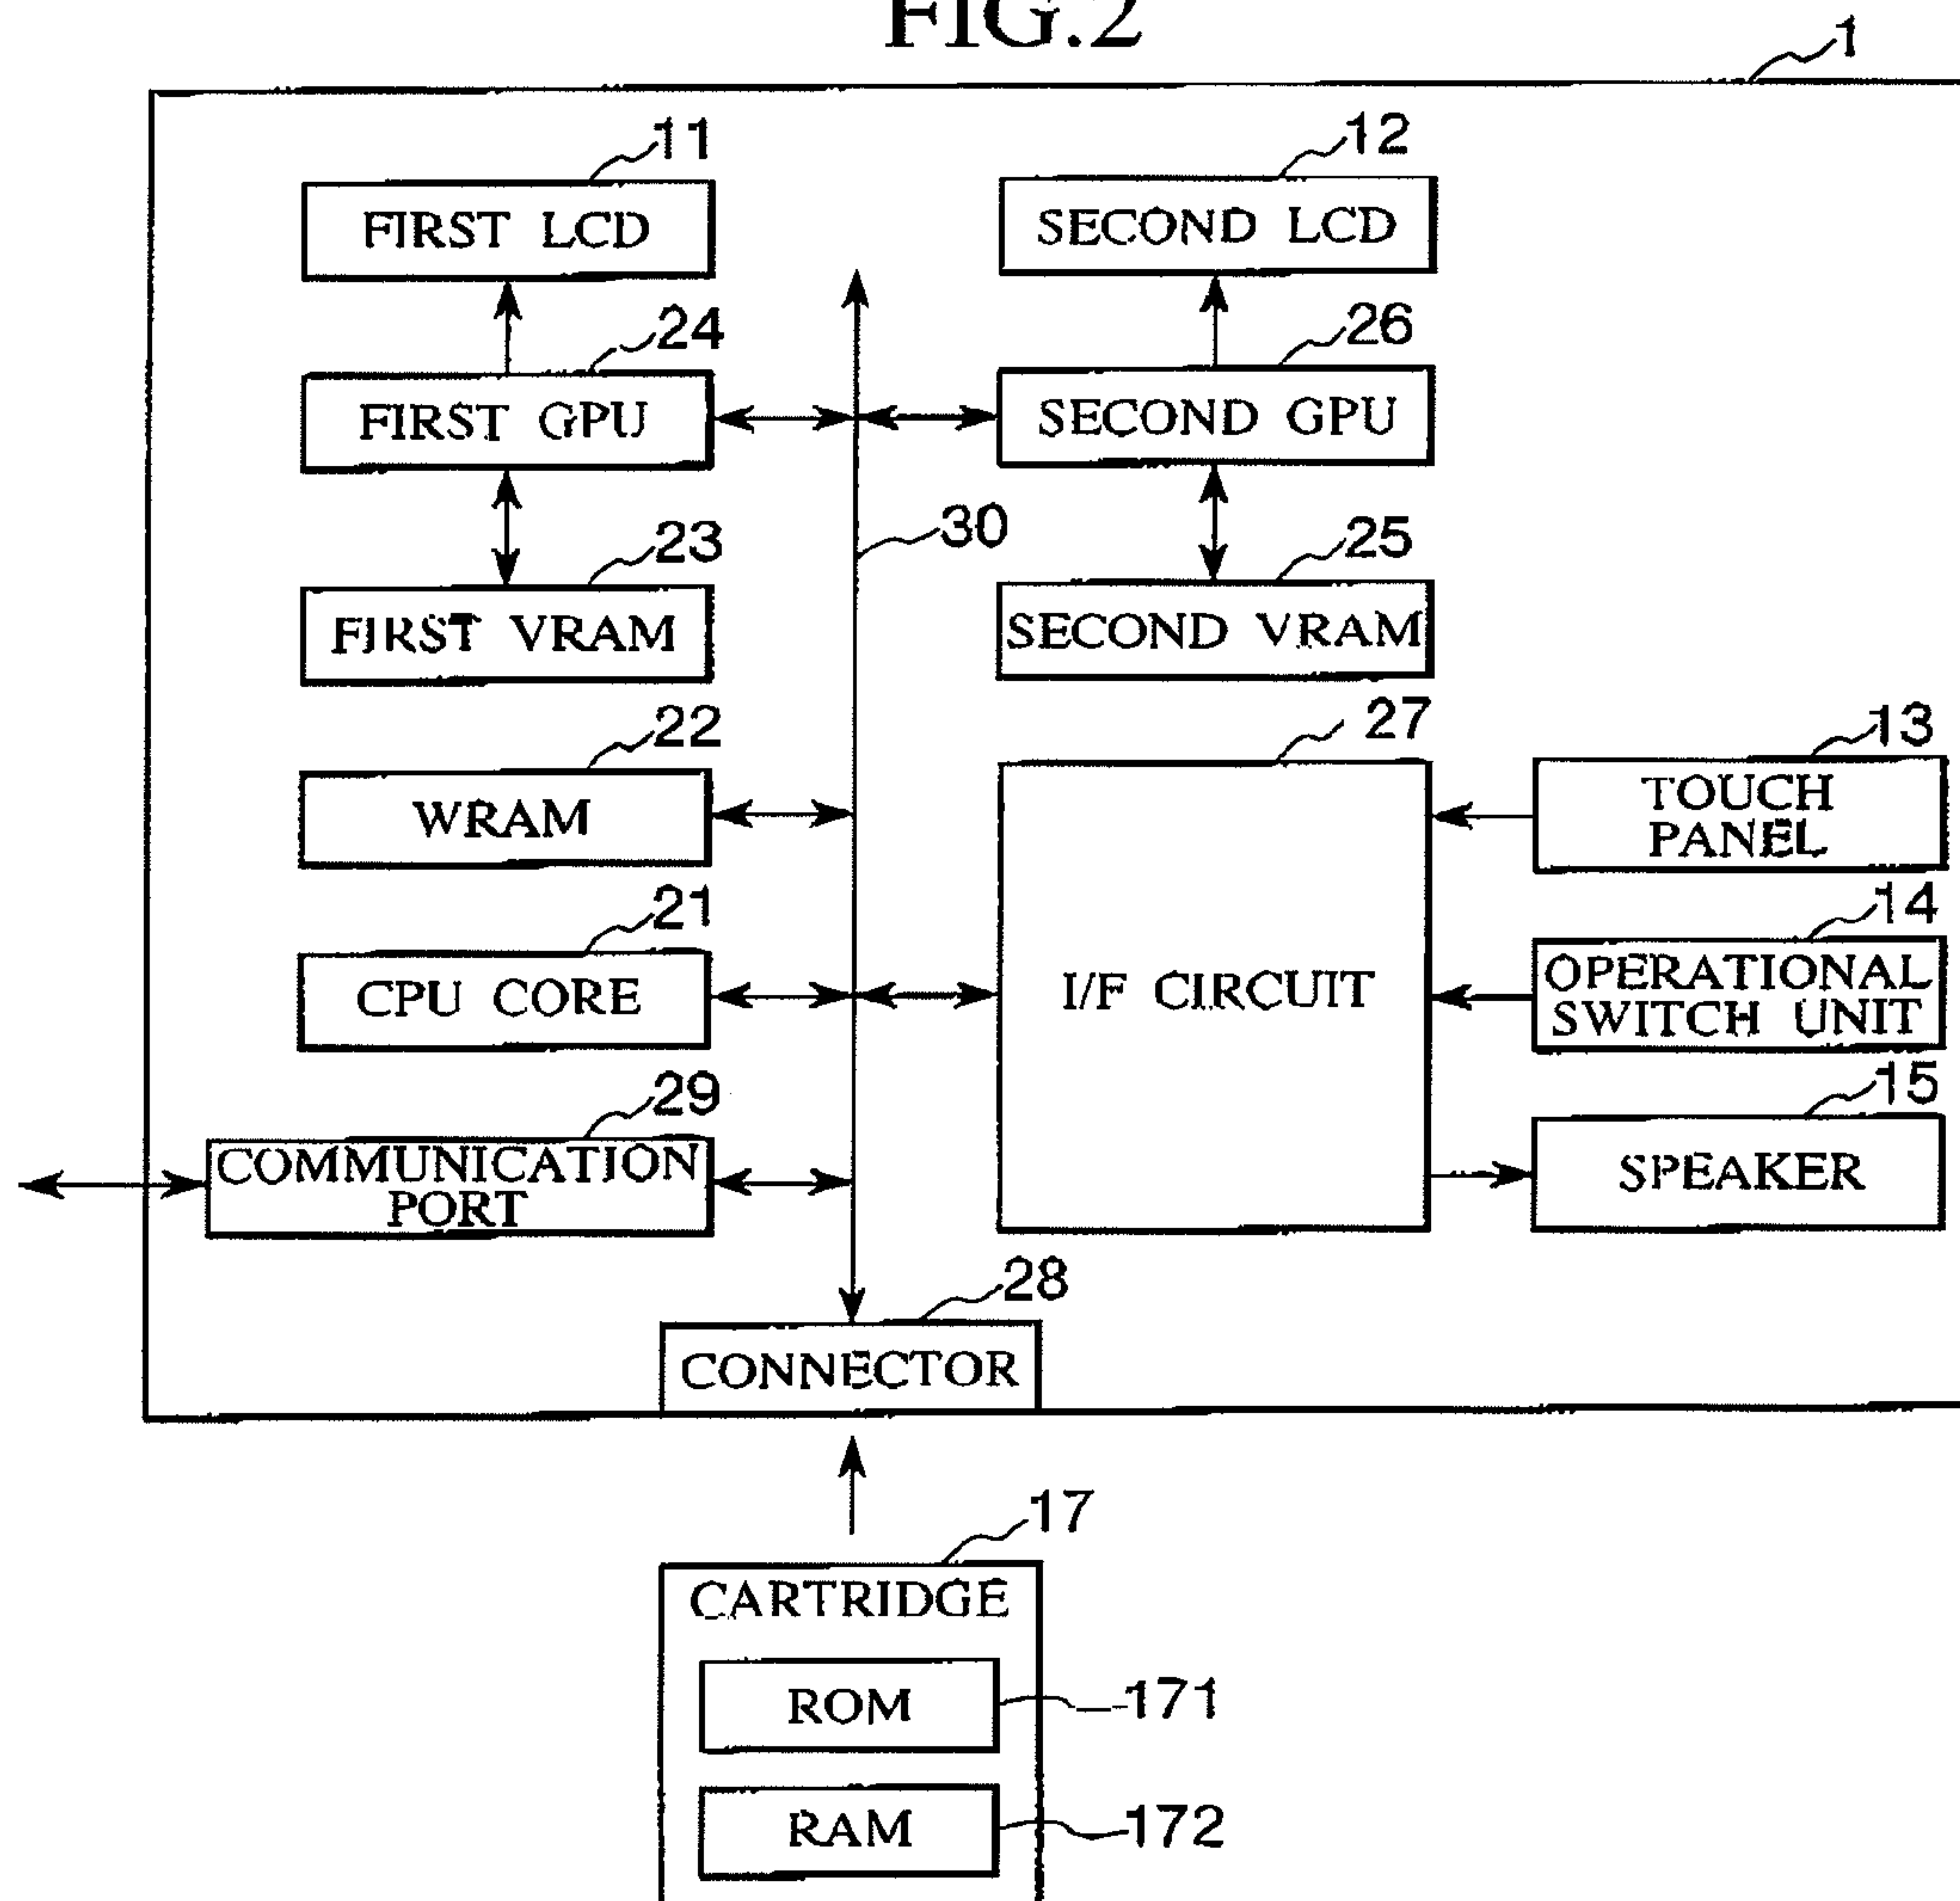 FIG.2
1
11
12
FIRST LCD
SECOND LCD
24
26
FIRST GPU
SECOND GPU
30
23
25
FIRST VRAM
SECOND VRAM
22
27
13
WRAM
TOUCH
PANEL
21
14
CPU CORE
I/F CIRCUIT
OPERATIONAL
SWITCH UNIT
29
15
COMMUNICATION
PORT
SPEAKER
28
CONNECTOR
17
CARTRIDGE
ROM
171
RAM
172